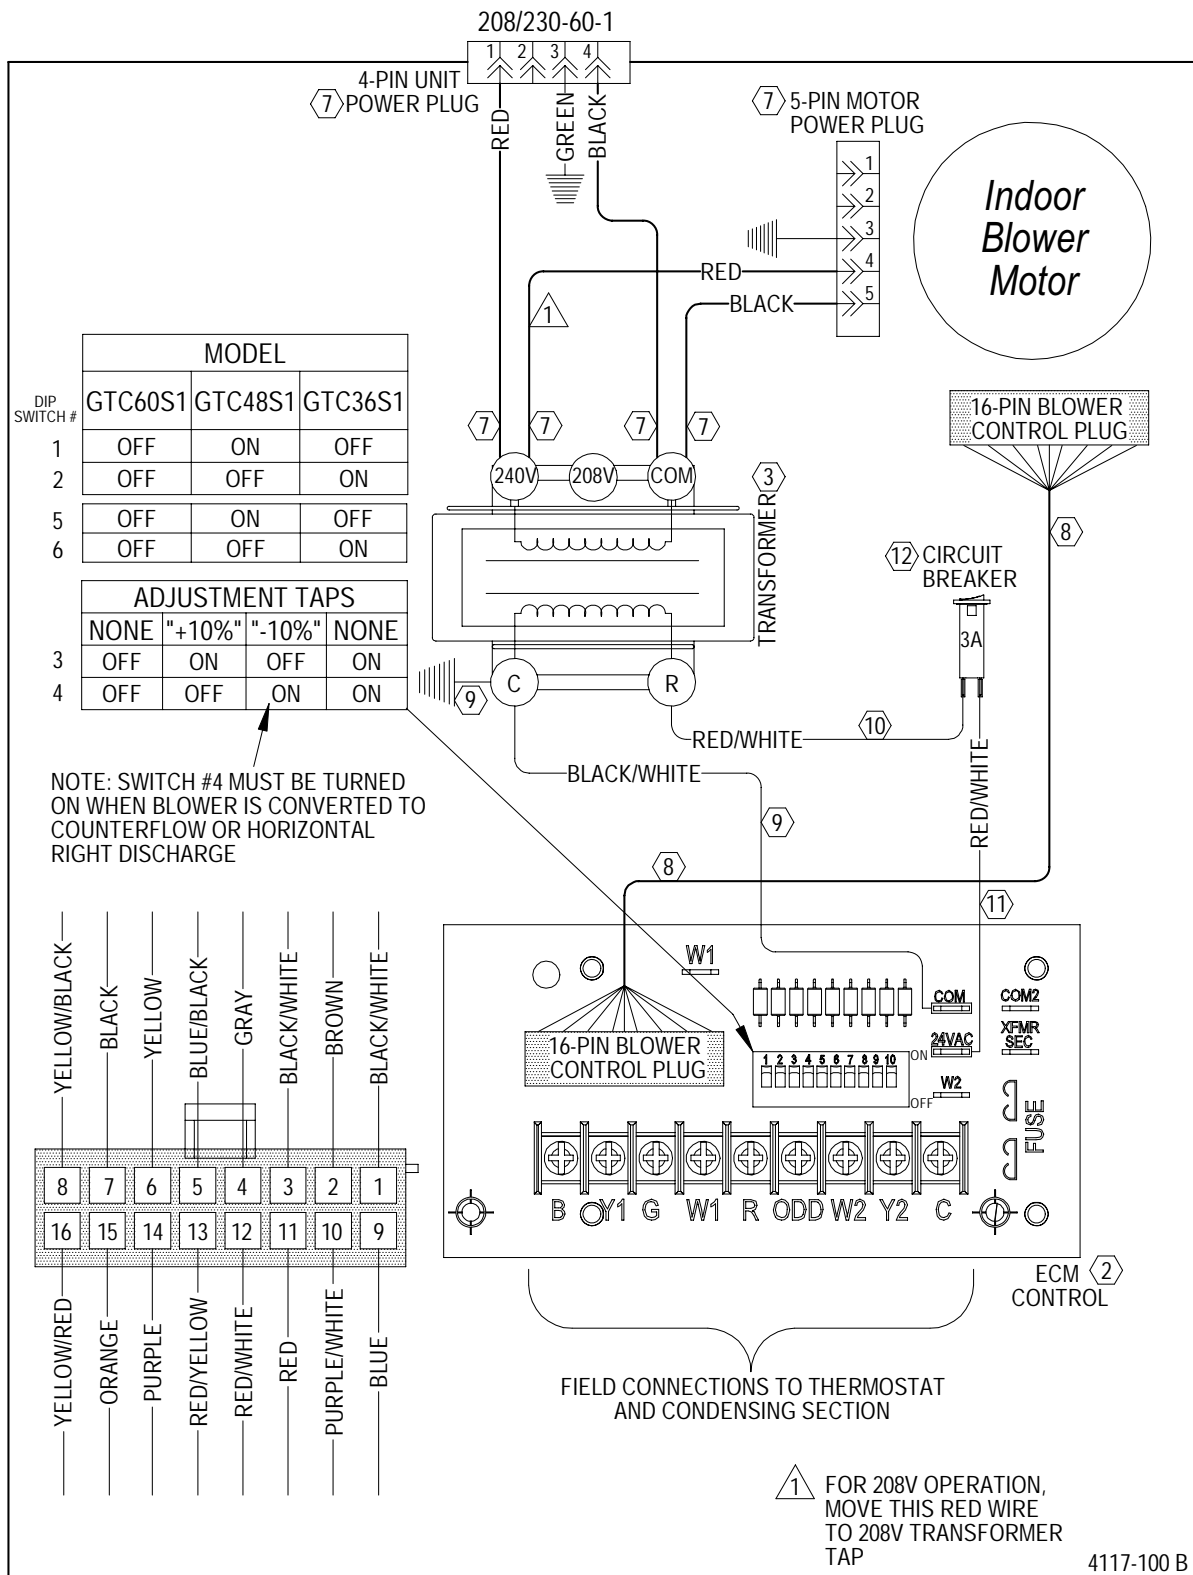 208/230-60-1
1 2 3 4
4-PIN UNIT
7 POWER PLUG
RED
GREEN
BLACK
7 5-PIN MOTOR
POWER PLUG
1
2
3
4
5
Indoor
Blower
Motor
RED
BLACK
1
MODEL
DIP
SWITCH #
GTC60S1 GTC48S1 GTC36S1
1 OFF ON OFF
2 OFF OFF ON
5 OFF ON OFF
6 OFF OFF ON
ADJUSTMENT TAPS
NONE "+10%" "-10%" NONE
3 OFF ON OFF ON
4 OFF OFF ON ON
NOTE: SWITCH #4 MUST BE TURNED
ON WHEN BLOWER IS CONVERTED TO
COUNTERFLOW OR HORIZONTAL
RIGHT DISCHARGE
7 7 7 7
240V 208V COM
3
TRANSFORMER
C R
9
16-PIN BLOWER
CONTROL PLUG
8
12 CIRCUIT
BREAKER
3A
RED/WHITE
10
BLACK/WHITE
9
RED/WHITE
8
11
W1
COM
COM2
24VAC
XFMR
SEC
W2
FUSE
16-PIN BLOWER
CONTROL PLUG
1 2 3 4 5 6 7 8 9 10
ON
OFF
B Y1 G W1 R ODD W2 Y2 C
ECM 2
CONTROL
FIELD CONNECTIONS TO THERMOSTAT
AND CONDENSING SECTION
YELLOW/BLACK
BLACK
YELLOW
BLUE/BLACK
GRAY
BLACK/WHITE
BROWN
BLACK/WHITE
8 7 6 5 4 3 2 1
16 15 14 13 12 11 10 9
YELLOW/RED
ORANGE
PURPLE
RED/YELLOW
RED/WHITE
RED
PURPLE/WHITE
BLUE
1 FOR 208V OPERATION,
MOVE THIS RED WIRE
TO 208V TRANSFORMER
TAP
4117-100 B